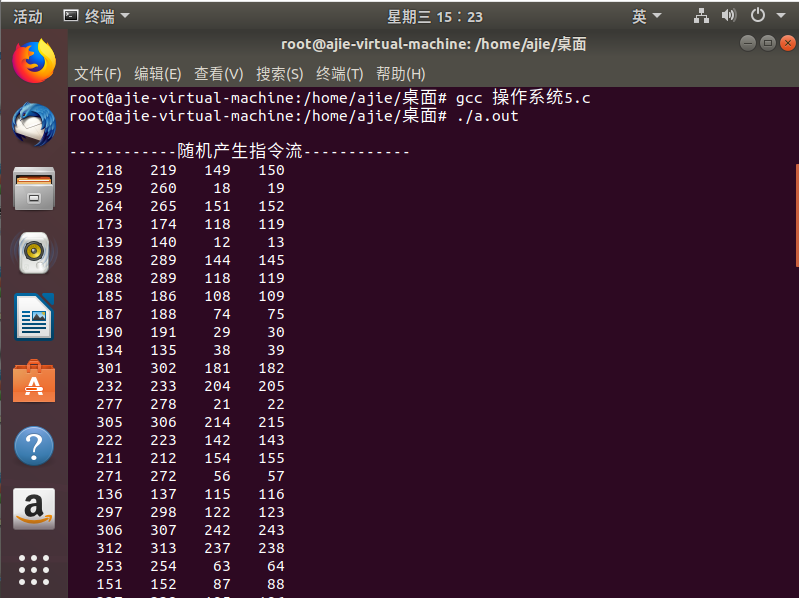 活动 终端 星期三 15：23 英
root@ajie-virtual-machine: /home/ajie/桌面
文件(F) 编辑(E) 查看(V) 搜索(S) 终端(T) 帮助(H)
root@ajie-virtual-machine:/home/ajie/桌面# gcc 操作系统5.c
root@ajie-virtual-machine:/home/ajie/桌面# ./a.out
------------随机产生指令流------------
218 219 149 150
259 260 18 19
264 265 151 152
173 174 118 119
139 140 12 13
288 289 144 145
288 289 118 119
185 186 108 109
187 188 74 75
190 191 29 30
134 135 38 39
301 302 181 182
232 233 204 205
277 278 21 22
305 306 214 215
222 223 142 143
211 212 154 155
271 272 56 57
136 137 115 116
297 298 122 123
306 307 242 243
312 313 237 238
253 254 63 64
151 152 87 88